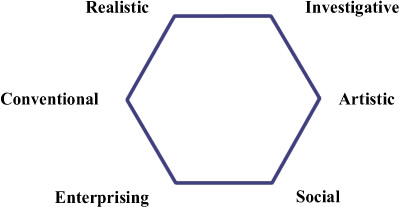 Realistic
Investigative
Conventional
Artistic
Enterprising
Social